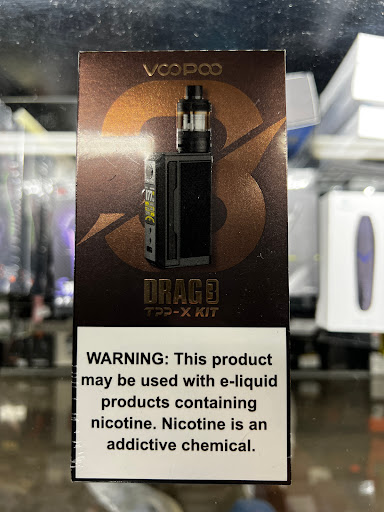 VOOPOO
3
DRAG 3
TPP-X KIT
WARNING: This product
may be used with e-liquid
products containing
nicotine. Nicotine is an
addictive chemical.